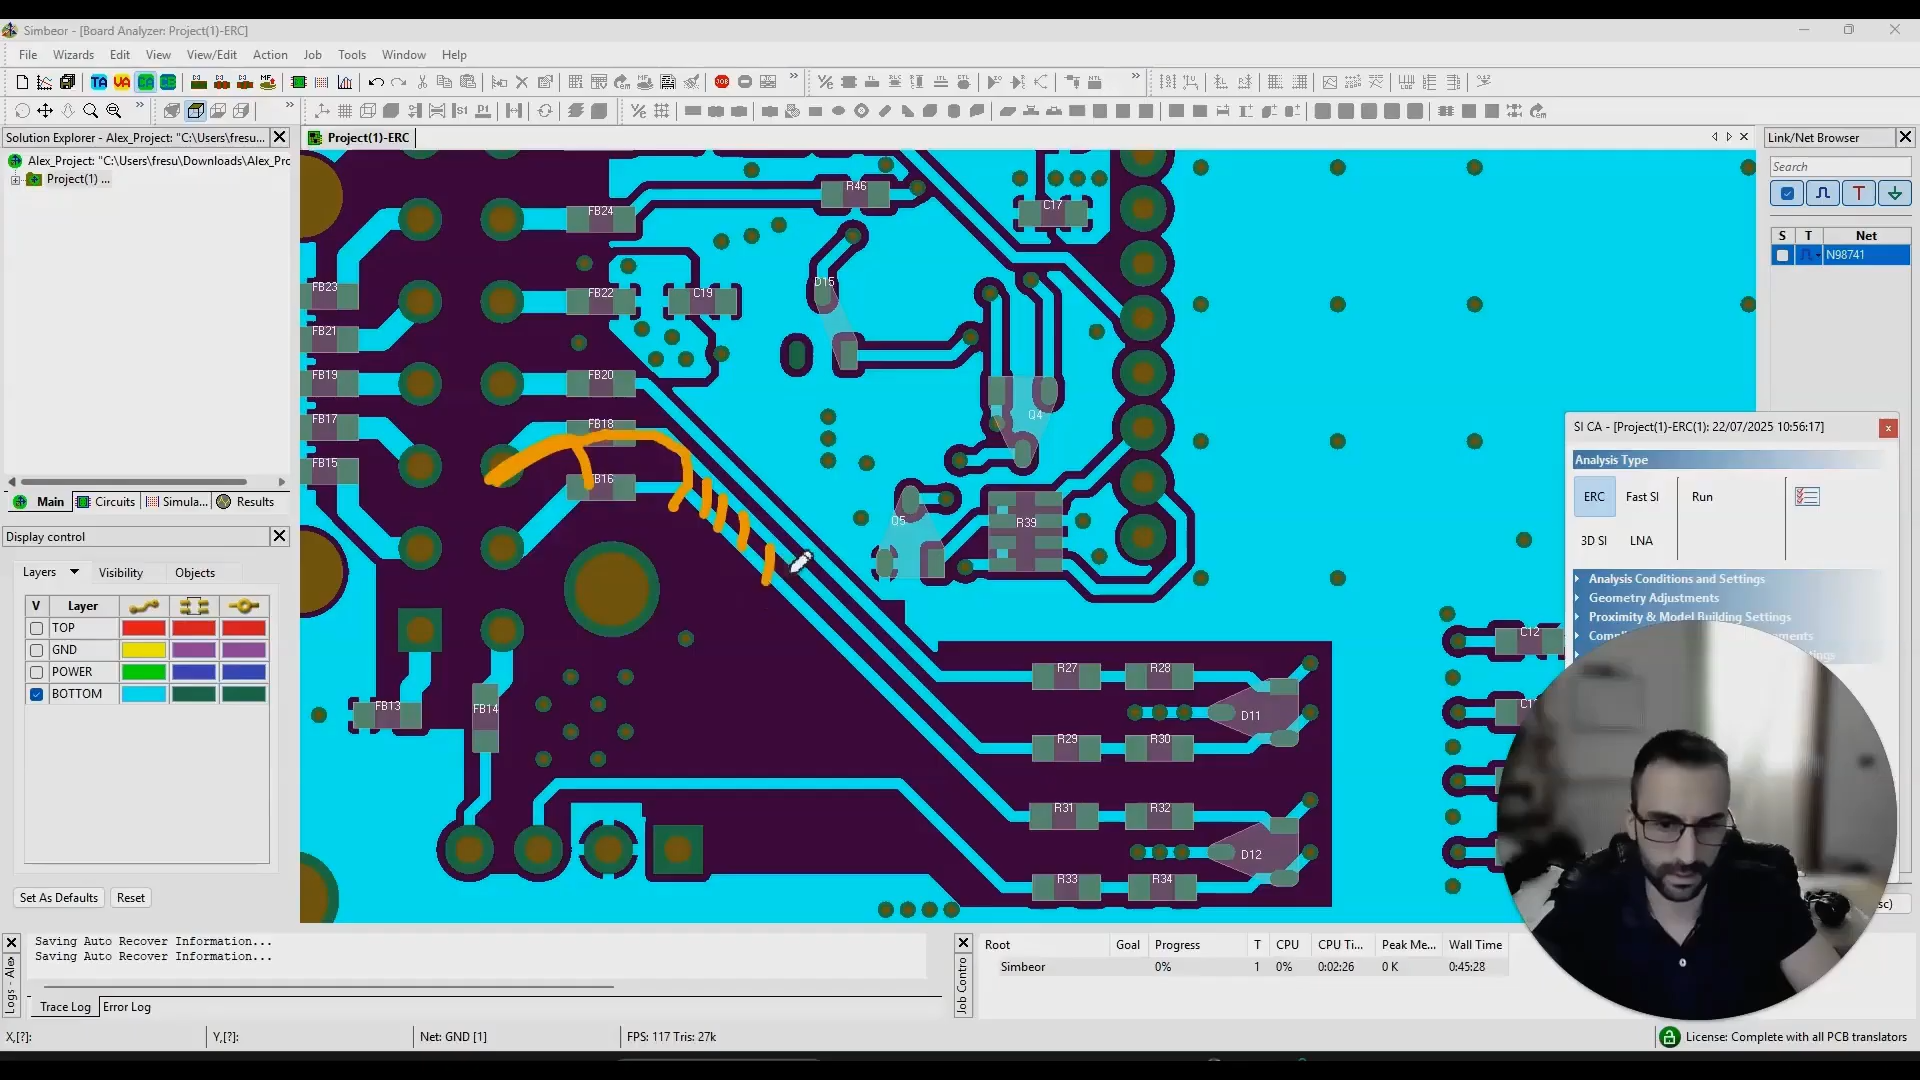 Simbeor - [Board Analyzer: Project(1)-ERC]
File Wizards Edit View View/Edit Action Job Tools Window Help
Solution Explorer - Alex_Project: "C:\Users\fresu...
Alex_Project: "C:\Users\fresu\Downloads\Alex_Prc
Project(1) ...
Main Circuits Simula... Results
Display control
Layers Visibility Objects
V Layer
TOP
GND
POWER
BOTTOM
Set As Defaults Reset
Project(1)-ERC
R46
FB24
C17
D15
FB23
FB22
C19
FB21
FB19
FB20
Q4
FB17
FB18
FB15
Q5
R39
C12
R27
R28
FB13
FB14
D11
R29
R30
R31
R32
D12
R33
R34
Link/Net Browser
Search
S T Net
N98741
SI CA - [Project(1)-ERC(1): 22/07/2025 10:56:17]
Analysis Type
ERC Fast SI Run
3D SI LNA
Analysis Conditions and Settings
Geometry Adjustments
Proximity & Model Building Settings
Saving Auto Recover Information...
Saving Auto Recover Information...
Logs - Alex
Trace Log Error Log
Job Contro
Root Goal Progress T CPU CPU Ti... Peak Me... Wall Time
Simbeor 0% 1 0% 0:02:26 0 K 0:45:28
X,[?]: Y,[?]: Net: GND [1] FPS: 117 Tris: 27k
License: Complete with all PCB translators